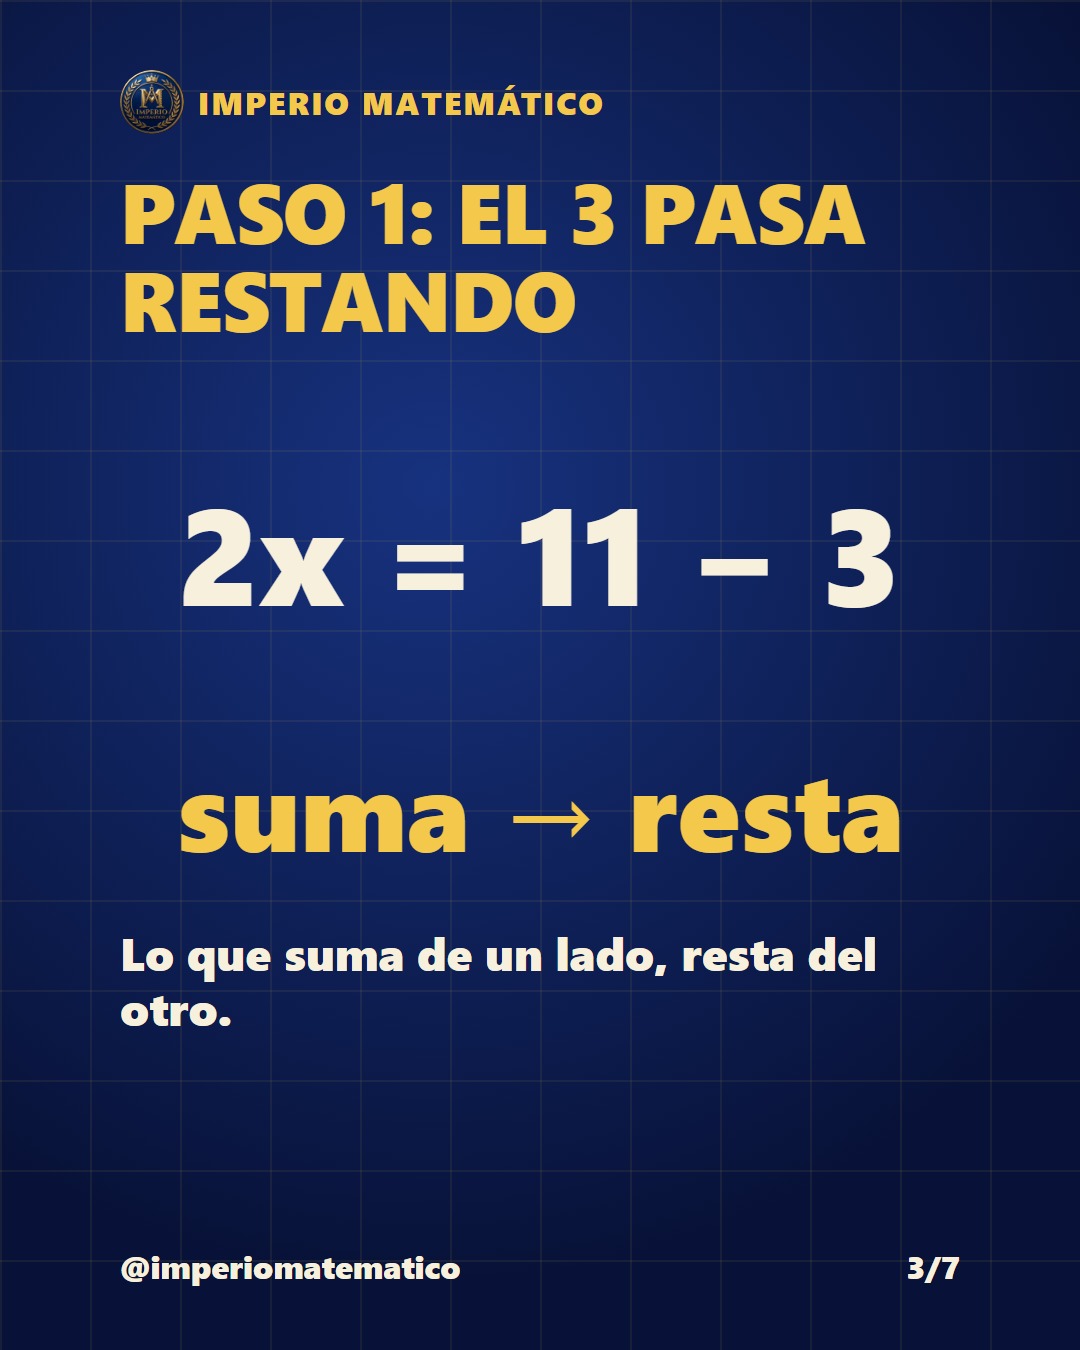 IMPERIO MATEMÁTICO
PASO 1: EL 3 PASA
RESTANDO
2x = 11 – 3
suma → resta
Lo que suma de un lado, resta del
otro.
@imperiomatematico
3/7